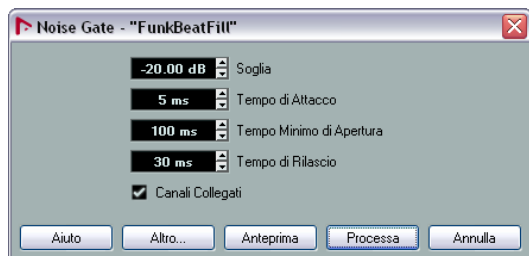 Noise Gate - "FunkBeatFill"
-20.00 dB Soglia
5 ms Tempo di Attacco
100 ms Tempo Minimo di Apertura
30 ms Tempo di Rilascio
Canali Collegati
Aiuto Altro... Anteprima Processa Annulla